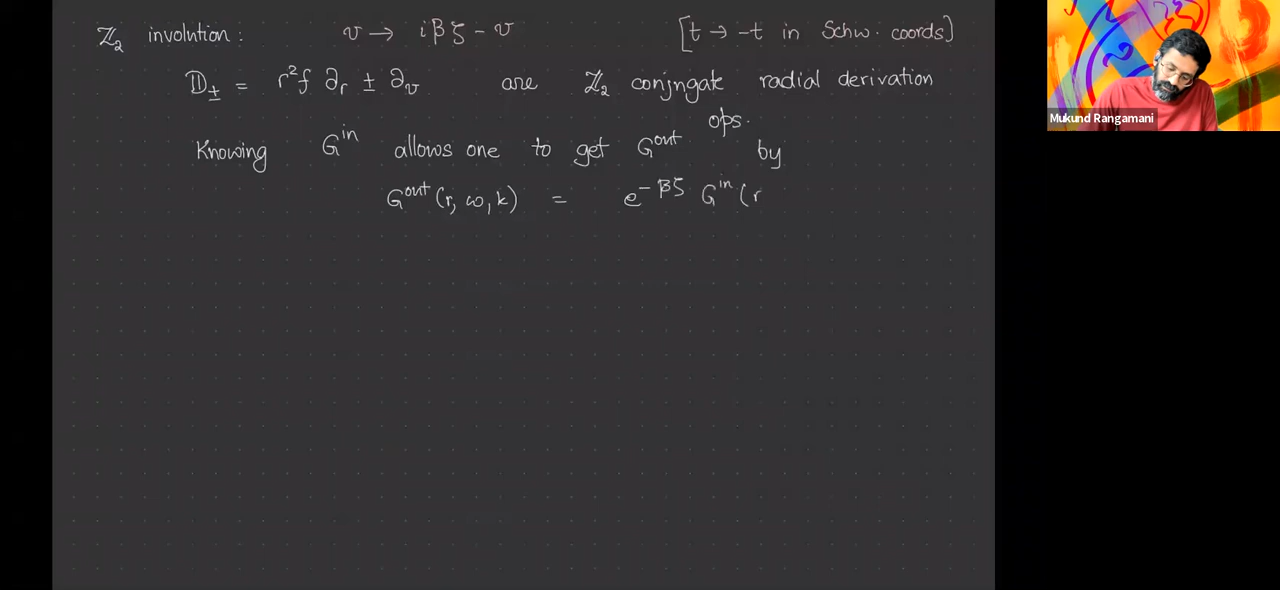 ℤ₂ involution: v → iβζ - v [t → -t in Schw. coords]
𝔻± = r²f ∂r ± ∂v are ℤ₂ conjugate radial derivation
ops.
Knowing G^in allows one to get G^out by
G^out (r, ω, k) = e^-βζ G^in (r
Mukund Rangamani